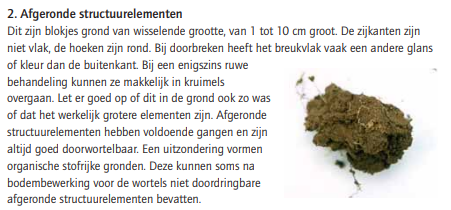 2. Afgeronde structuurelementen
Dit zijn blokjes grond van wisselende grootte, van 1 tot 10 cm groot. De zijkanten zijn
niet vlak, de hoeken zijn rond. Bij doorbreken heeft het breukvlak vaak een andere glans
of kleur dan de buitenkant. Bij een enigszins ruwe
behandeling kunnen ze makkelijk in kruimels
overgaan. Let er goed op of dit in de grond ook zo was
of dat het werkelijk grotere elementen zijn. Afgeronde
structuurelementen hebben voldoende gangen en zijn
altijd goed doorwortelbaar. Een uitzondering vormen
organische stofrijke gronden. Deze kunnen soms na
bodembewerking voor de wortels niet doordringbare
afgeronde structuurelementen bevatten.